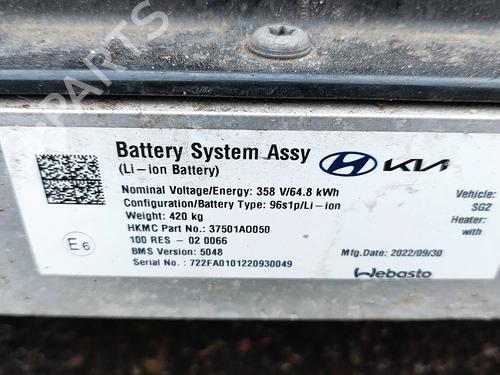 Battery System Assy
(Li-ion Battery)
KIA
Nominal Voltage/Energy: 358 V/64.8 kWh
Configuration/Battery Type: 96s1p/Li-ion
Weight: 420 kg
HKMC Part No.: 37501AO050
100 RES - 02 0066
BMS Version: 5048
Serial No.: 722FA0101220930049
E6
Vehicle:
SG2
Heater:
with
Mfg.Date: 2022/09/30
Webasto
PARTS